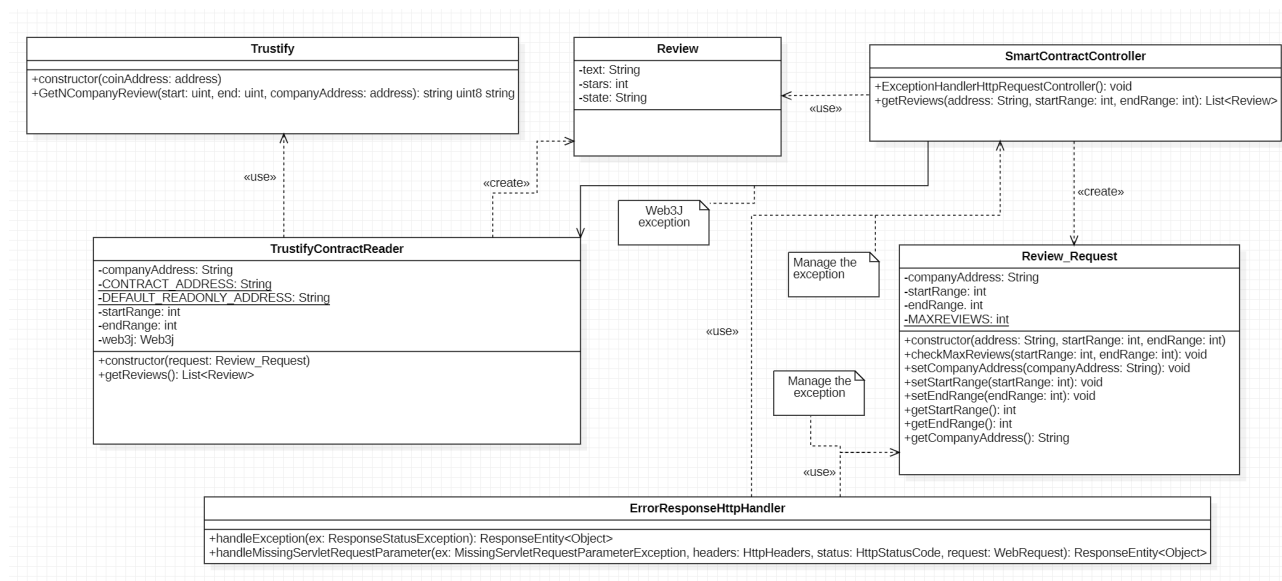 Trustify
+constructor(coinAddress: address)
+GetNCompanyReview(start: uint, end: uint, companyAddress: address): string uint8 string
Review
-text: String
-stars: int
-state: String
SmartContractController
+ExceptionHandlerHttpRequestController(): void
+getReviews(address: String, startRange: int, endRange: int): List<Review>
«use»
«use»
«create»
«create»
Web3J
exception
Manage the
exception
TrustifyContractReader
-companyAddress: String
-CONTRACT_ADDRESS: String
-DEFAULT_READONLY_ADDRESS: String
-startRange: int
-endRange: int
-web3j: Web3j
+constructor(request: Review_Request)
+getReviews(): List<Review>
Review_Request
-companyAddress: String
-startRange: int
-endRange. int
-MAXREVIEWS: int
+constructor(address: String, startRange: int, endRange: int)
+checkMaxReviews(startRange: int, endRange: int): void
+setCompanyAddress(companyAddress: String): void
+setStartRange(startRange: int): void
+setEndRange(endRange: int): void
+getStartRange(): int
+getEndRange(): int
+getCompanyAddress(): String
«use»
Manage the
exception
«use»
ErrorResponseHttpHandler
+handleException(ex: ResponseStatusException): ResponseEntity<Object>
+handleMissingServletRequestParameter(ex: MissingServletRequestParameterException, headers: HttpHeaders, status: HttpStatusCode, request: WebRequest): ResponseEntity<Object>